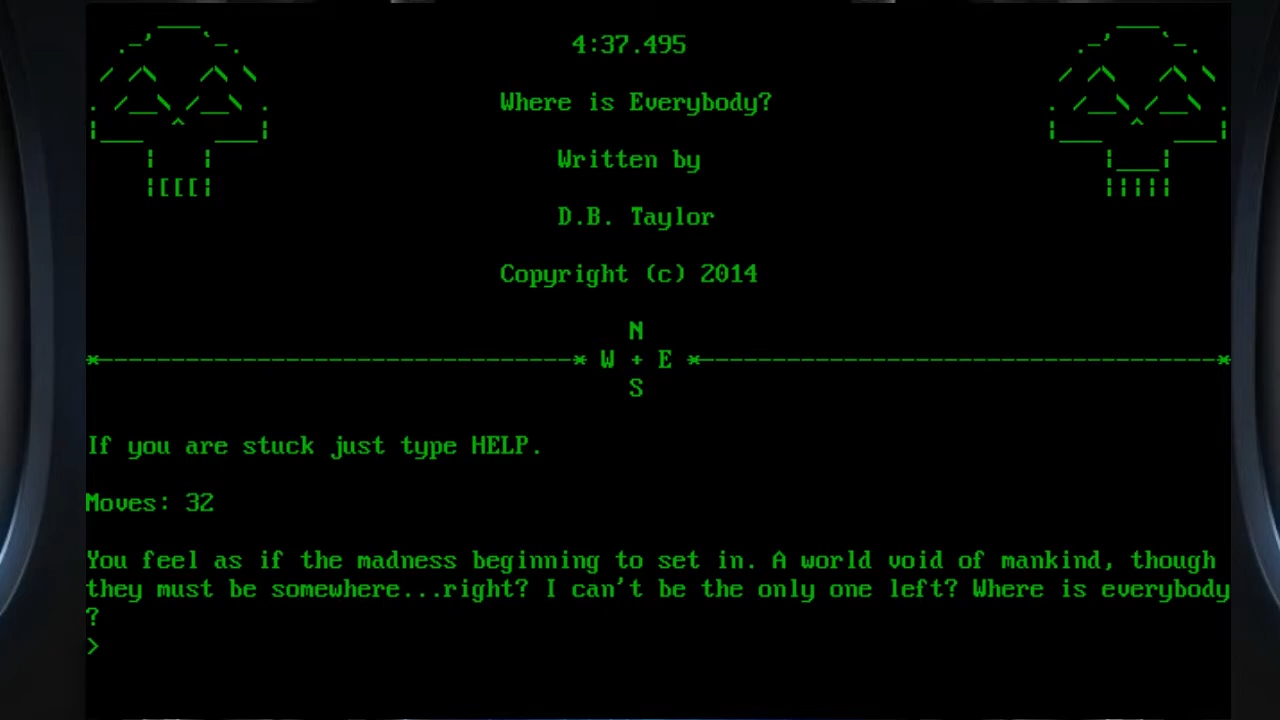 4:37.495
Where is Everybody?
Written by
D.B. Taylor
Copyright (c) 2014
N
*----------------------------------* W + E *-------------------------------------*
S
If you are stuck just type HELP.
Moves: 32
You feel as if the madness beginning to set in. A world void of mankind, though
they must be somewhere...right? I can't be the only one left? Where is everybody
?
>